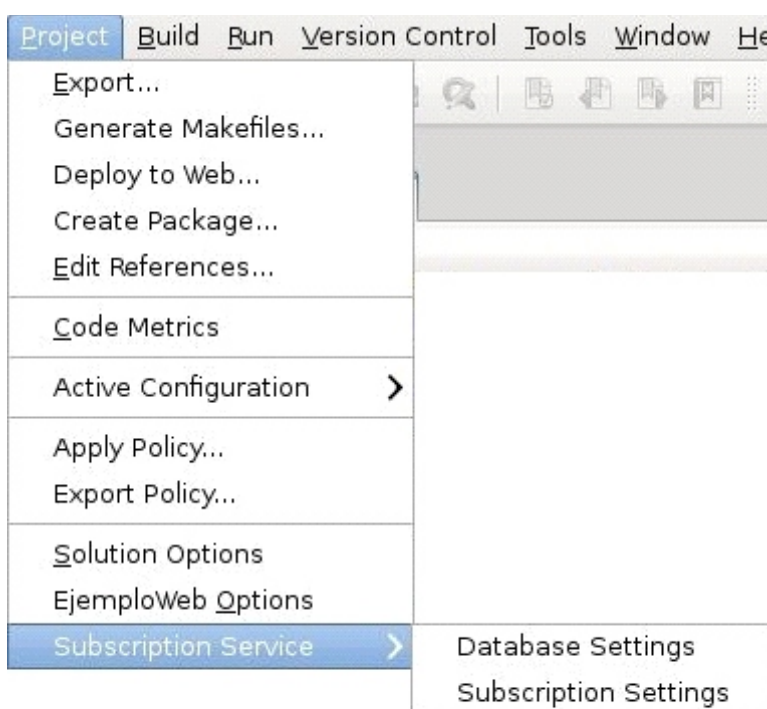 Project Build Run Version Control Tools Window He
Export...
Generate Makefiles...
Deploy to Web...
Create Package...
Edit References...
Code Metrics
Active Configuration
Apply Policy...
Export Policy...
Solution Options
EjemploWeb Options
Subscription Service
Database Settings
Subscription Settings